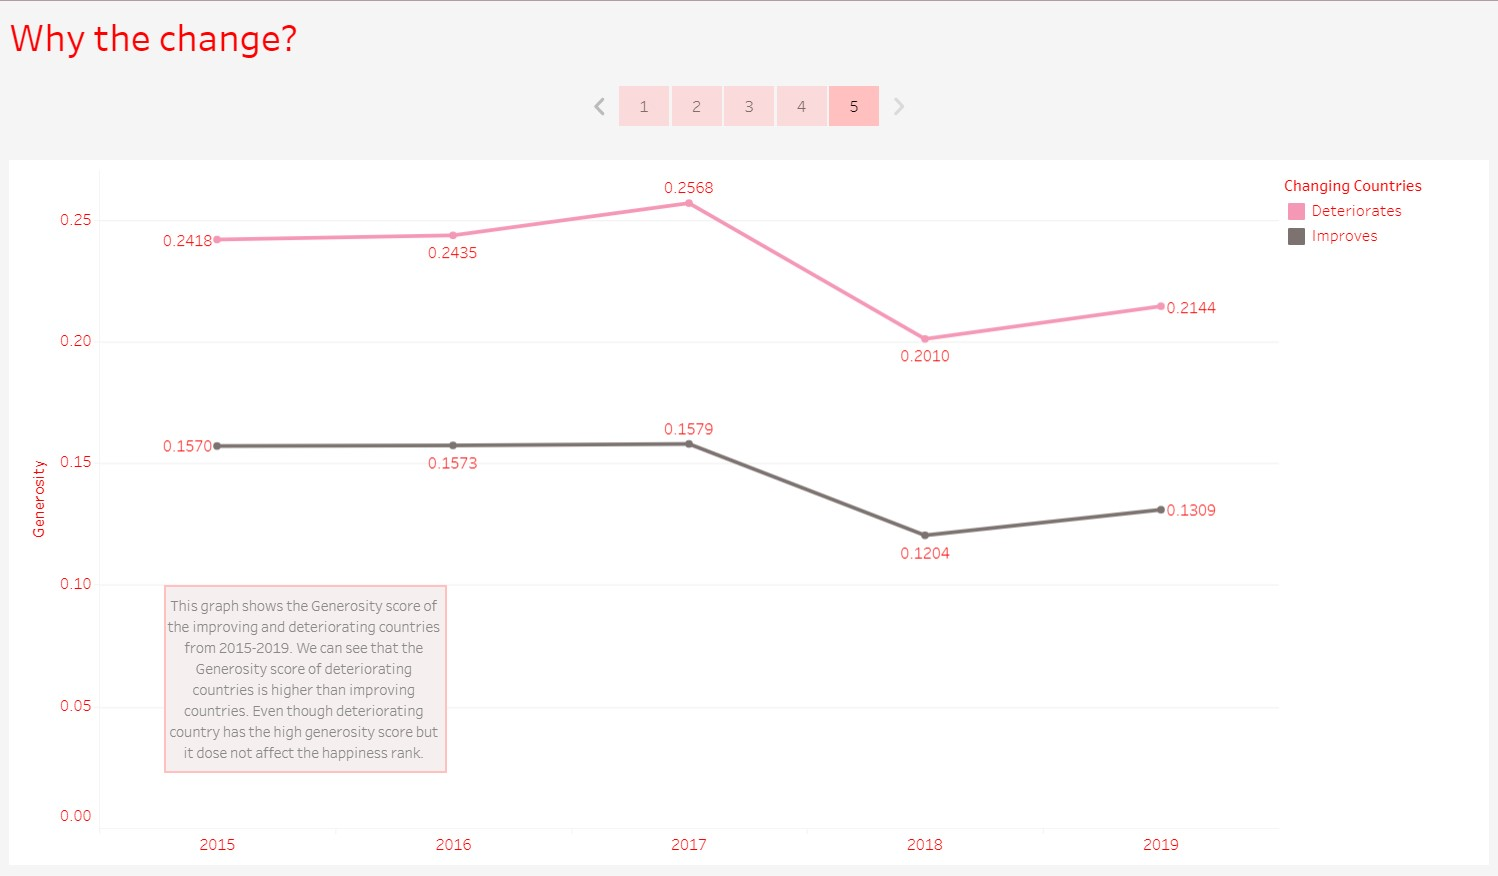 Why the change?
1 2 3 4 5
Changing Countries
Deteriorates
Improves
0.2568
0.25
0.2418
0.2435
0.2144
0.20
0.2010
0.1579
0.1570
0.15
0.1573
0.1309
0.1204
Generosity
0.10
This graph shows the Generosity score of
the improving and deteriorating countries
from 2015-2019. We can see that the
Generosity score of deteriorating
countries is higher than improving
countries. Even though deteriorating
country has the high generosity score but
it dose not affect the happiness rank.
0.05
0.00
2015 2016 2017 2018 2019